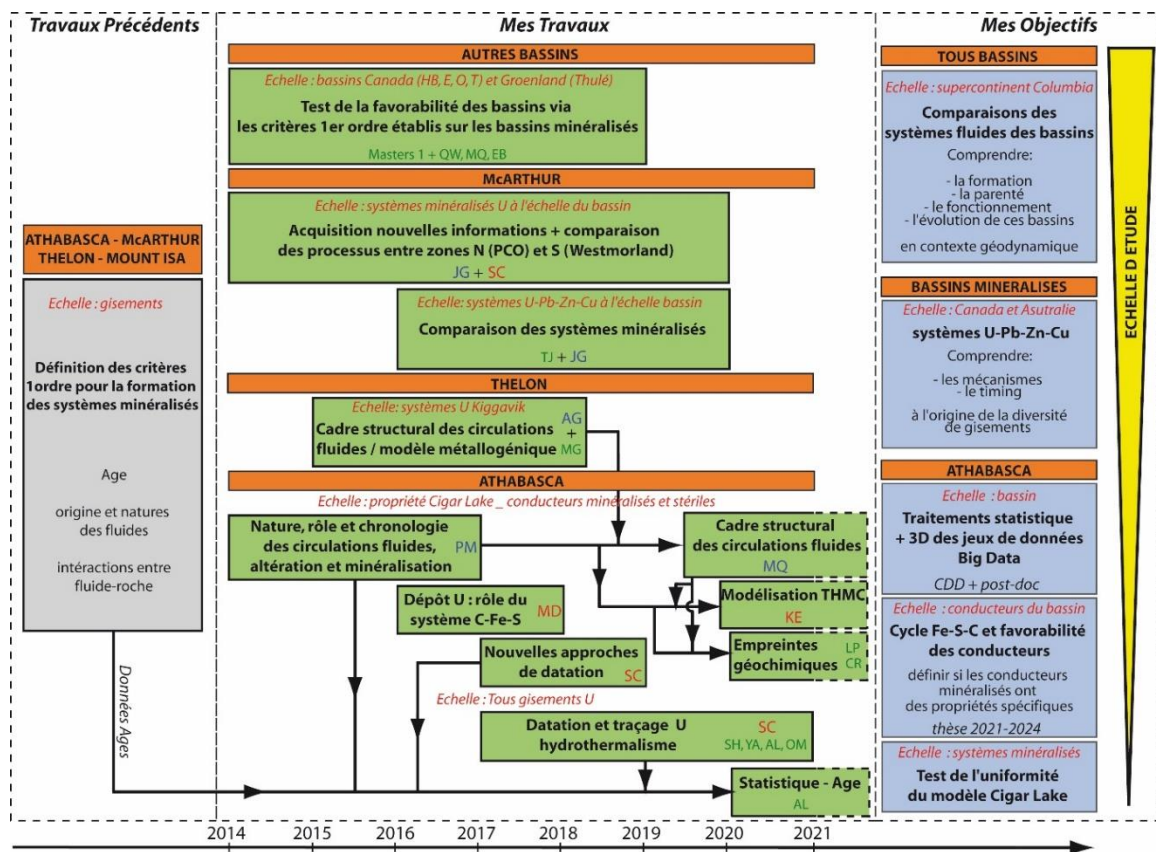 Travaux Précédents
Mes Travaux
Mes Objectifs
ATHABASCA - McARTHUR
THELON - MOUNT ISA
Echelle : gisements
Définition des critères
1ordre pour la formation
des systèmes minéralisés
Age
origine et natures
des fluides
intéractions entre
fluide-roche
Données Ages
AUTRES BASSINS
Echelle : bassins Canada (HB, E, O, T) et Groenland (Thulé)
Test de la favorabilité des bassins via
les critères 1er ordre établis sur les bassins minéralisés
Masters 1 + QW, MQ, EB
McARTHUR
Echelle : systèmes minéralisés U à l'échelle du bassin
Acquisition nouvelles informations + comparaison
des processus entre zones N (PCO) et S (Westmorland)
JG + SC
Echelle: systèmes U-Pb-Zn-Cu à l'échelle bassin
Comparaison des systèmes minéralisés
TJ + JG
THELON
Echelle: systèmes U Kiggavik
Cadre structural des circulations
fluides / modèle métallogénique
AG
+
MG
ATHABASCA
Echelle : propriété Cigar Lake _ conducteurs minéralisés et stériles
Nature, rôle et chronologie
des circulations fluides,
altération et minéralisation
PM
Cadre structural
des circulations fluides
MQ
Dépôt U : rôle du
système C-Fe-S
MD
Modélisation THMC
KE
Nouvelles approches
de datation
SC
Empreintes
géochimiques
LP
CR
Echelle : Tous gisements U
Datation et traçage U
hydrothermalisme
SC
SH, YA, AL, OM
Statistique - Age
AL
TOUS BASSINS
Echelle : supercontinent Columbia
Comparaisons des
systèmes fluides des bassins
Comprendre:
- la formation
- la parenté
- le fonctionnement
- l'évolution de ces bassins
en contexte géodynamique
BASSINS MINERALISES
Echelle : Canada et Asutralie
systèmes U-Pb-Zn-Cu
Comprendre:
- les mécanismes
- le timing
à l'origine de la diversité
de gisements
ATHABASCA
Echelle : bassin
Traitements statistique
+ 3D des jeux de données
Big Data
CDD + post-doc
Echelle : conducteurs du bassin
Cycle Fe-S-C et favorabilité
des conducteurs
définir si les conducteurs
minéralisés ont
des propriétés spécifiques
thèse 2021-2024
Echelle : systèmes minéralisés
Test de l'uniformité
du modèle Cigar Lake
ECHELLE D ETUDE
2014 2015 2016 2017 2018 2019 2020 2021